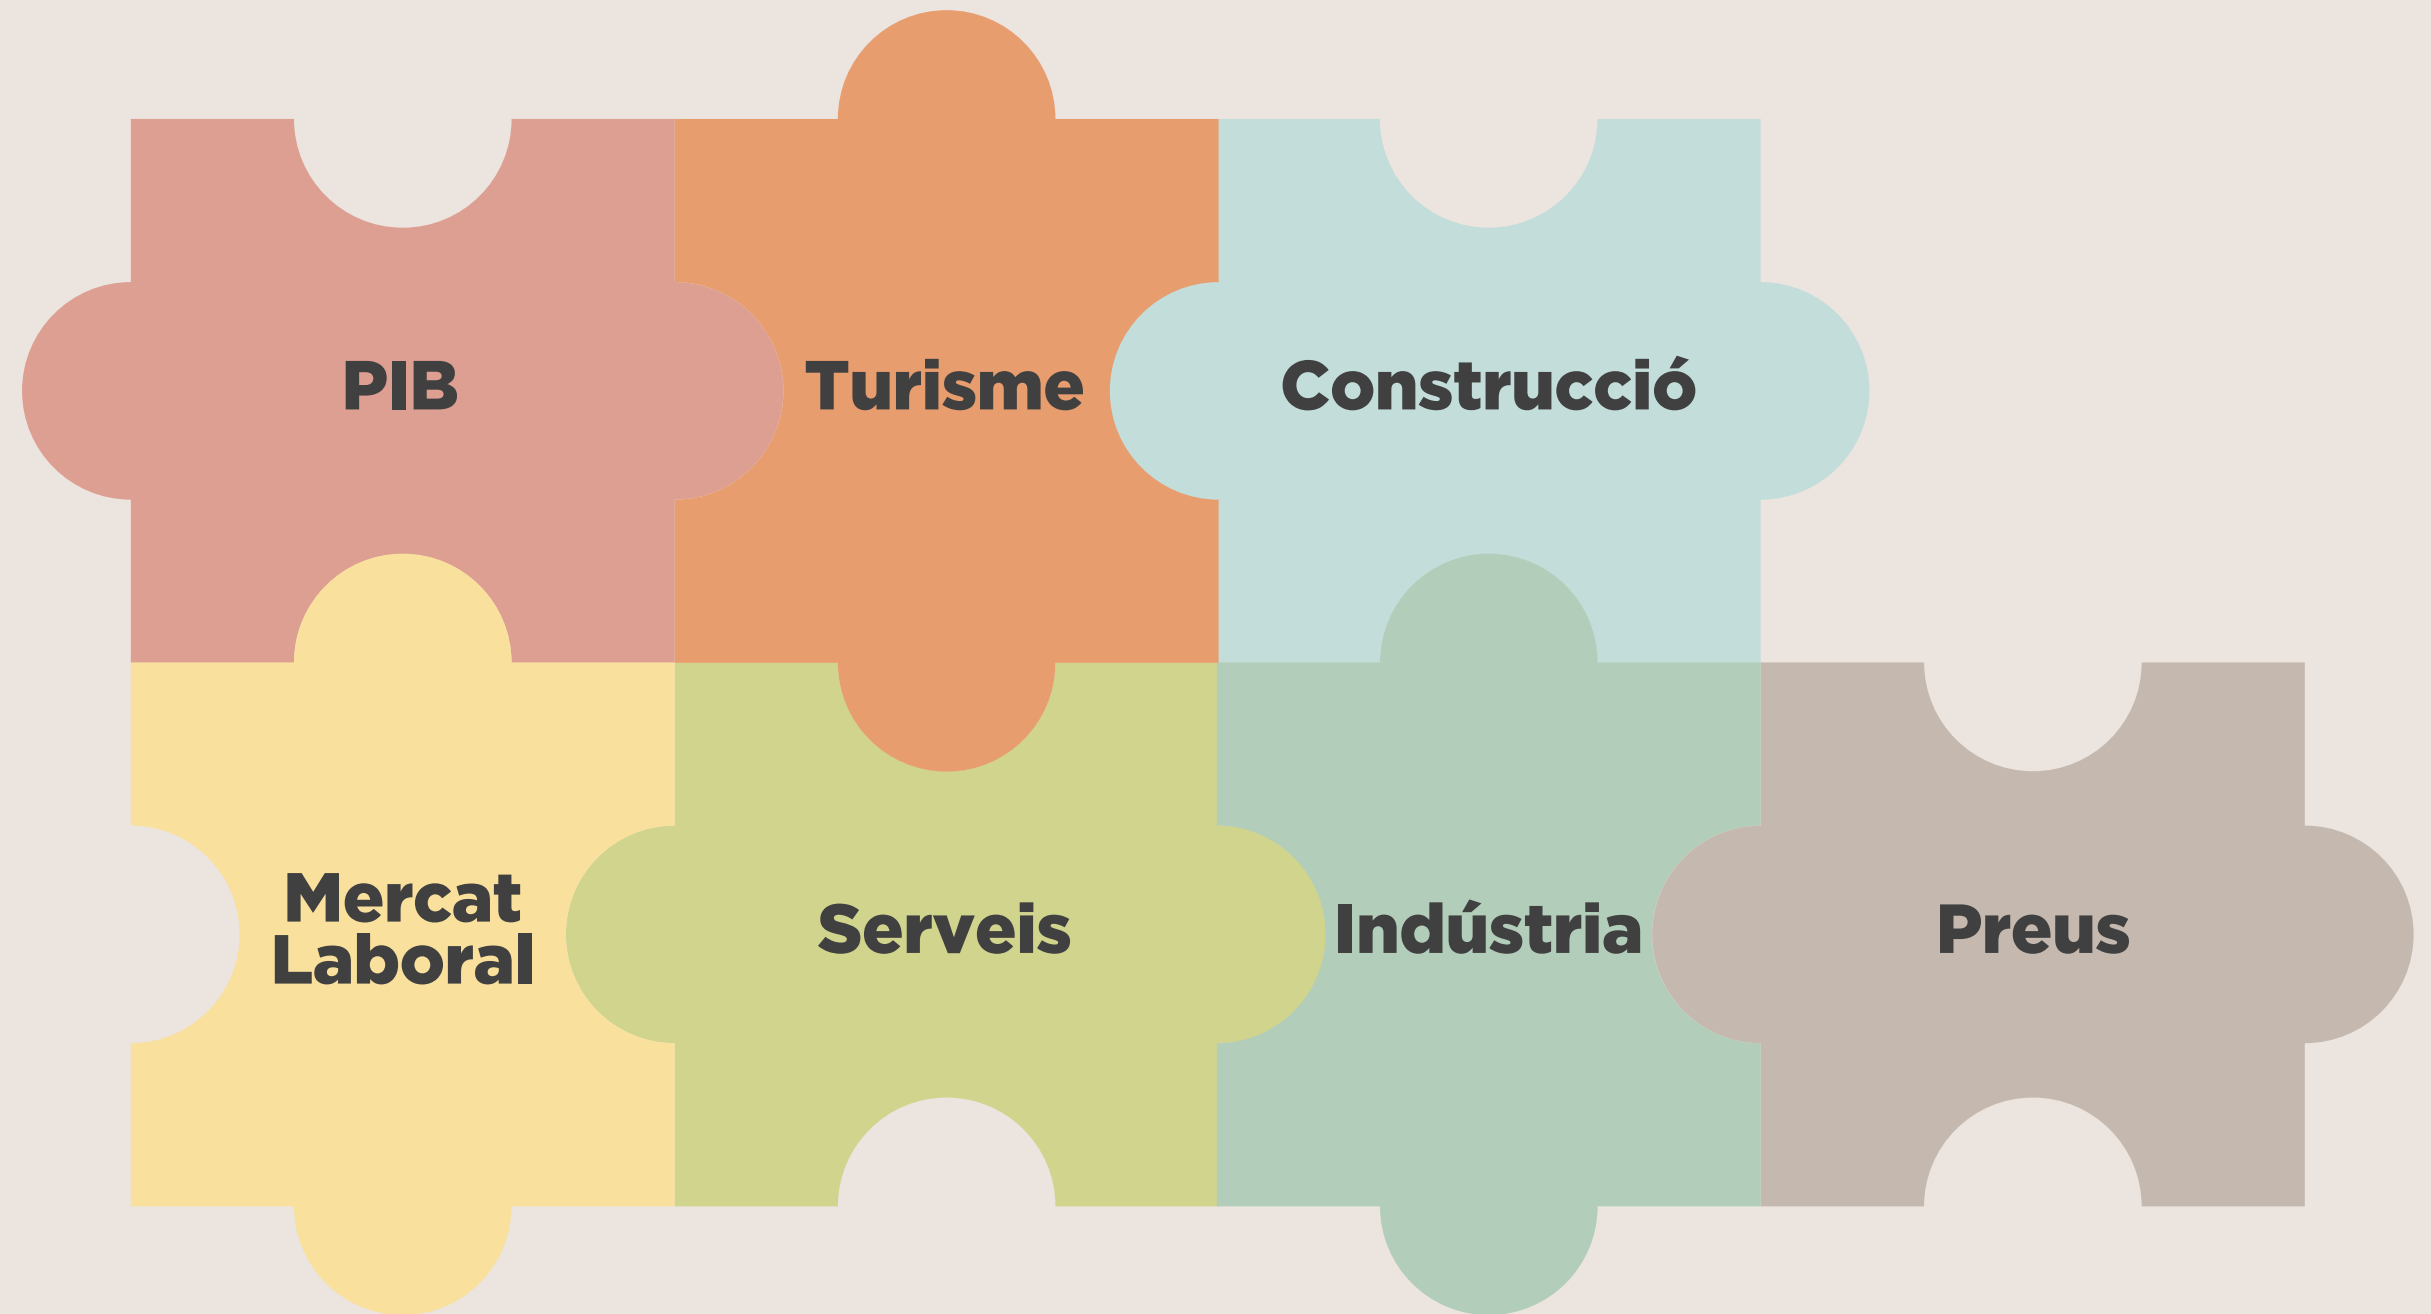 PIB
Turisme
Construcció
Mercat
Laboral
Serveis
Indústria
Preus